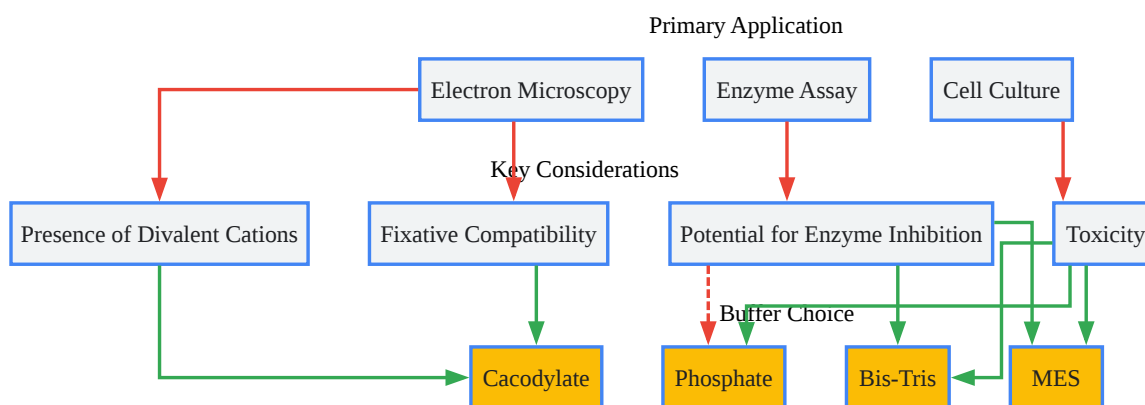 Primary Application
Electron Microscopy
Enzyme Assay
Cell Culture
Key Considerations
Presence of Divalent Cations
Fixative Compatibility
Potential for Enzyme Inhibition
Toxicity
Buffer Choice
Cacodylate
Phosphate
Bis-Tris
MES